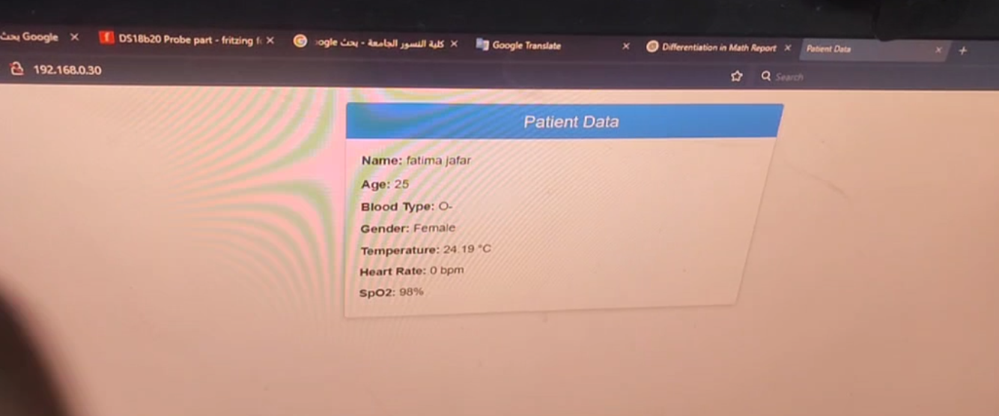 بحث Google
DS18b20 Probe part - fritzing f
كلية النسور الجامعة - بحث ogle
Google Translate
Differentiation in Math Report
Patient Data
192.168.0.30
Search
Patient Data
Name: fatima jafar
Age: 25
Blood Type: O-
Gender: Female
Temperature: 24.19 °C
Heart Rate: 0 bpm
SpO2: 98%